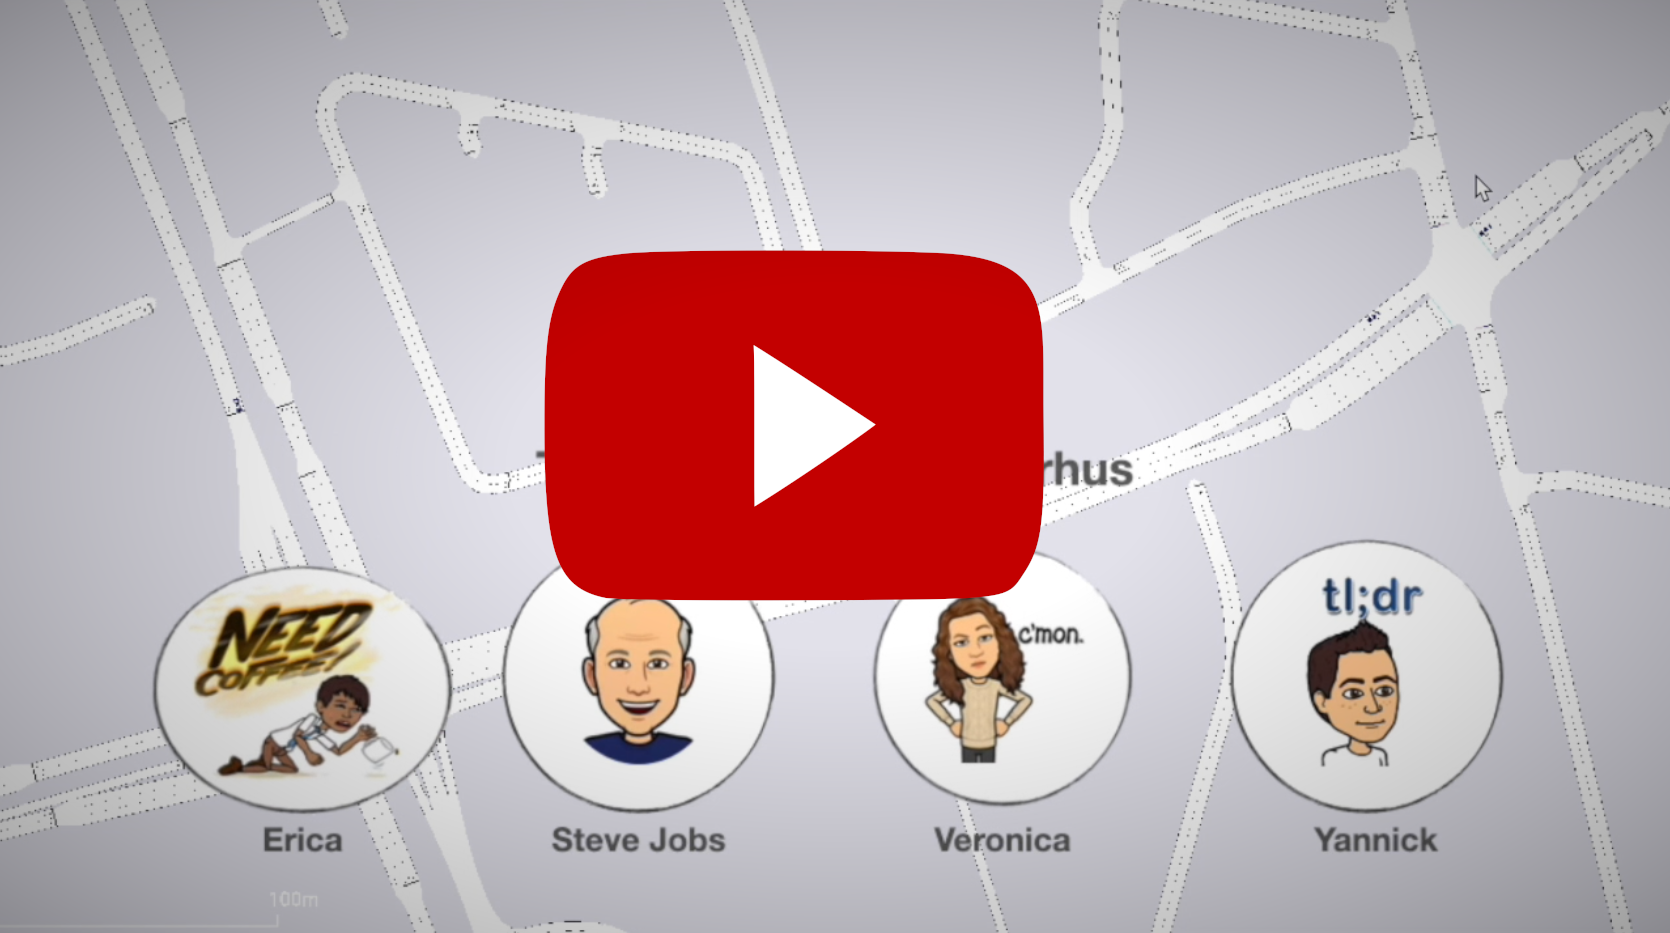 rhus
NEED
COFFEE!
c'mon.
tl;dr
Erica
Steve Jobs
Veronica
Yannick
100m